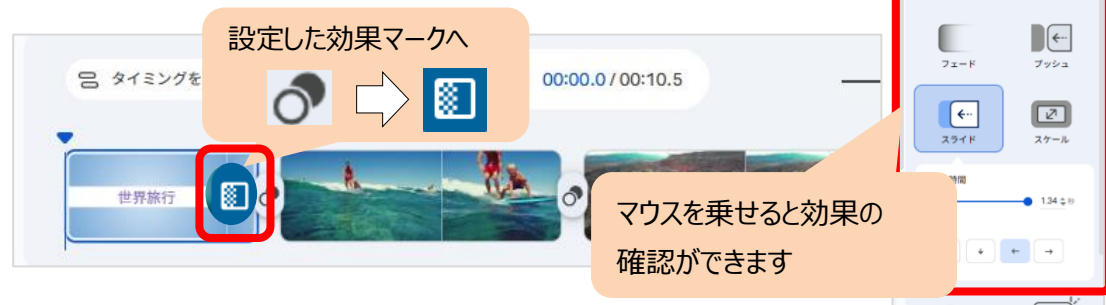 設定した効果マークへ
タイミングを
00:00.0 / 00:10.5
世界旅行
マウスを乗せると効果の
確認ができます
フェード
プッシュ
スライド
スケール
時間
1.34
秒